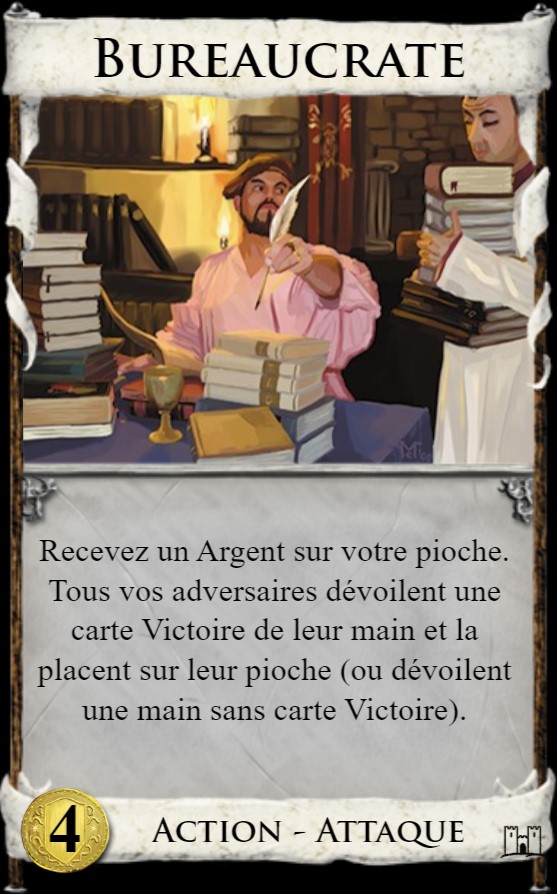 BUREAUCRATE
Recevez un Argent sur votre pioche.
Tous vos adversaires dévoilent une
carte Victoire de leur main et la
placent sur leur pioche (ou dévoilent
une main sans carte Victoire).
4
ACTION - ATTAQUE